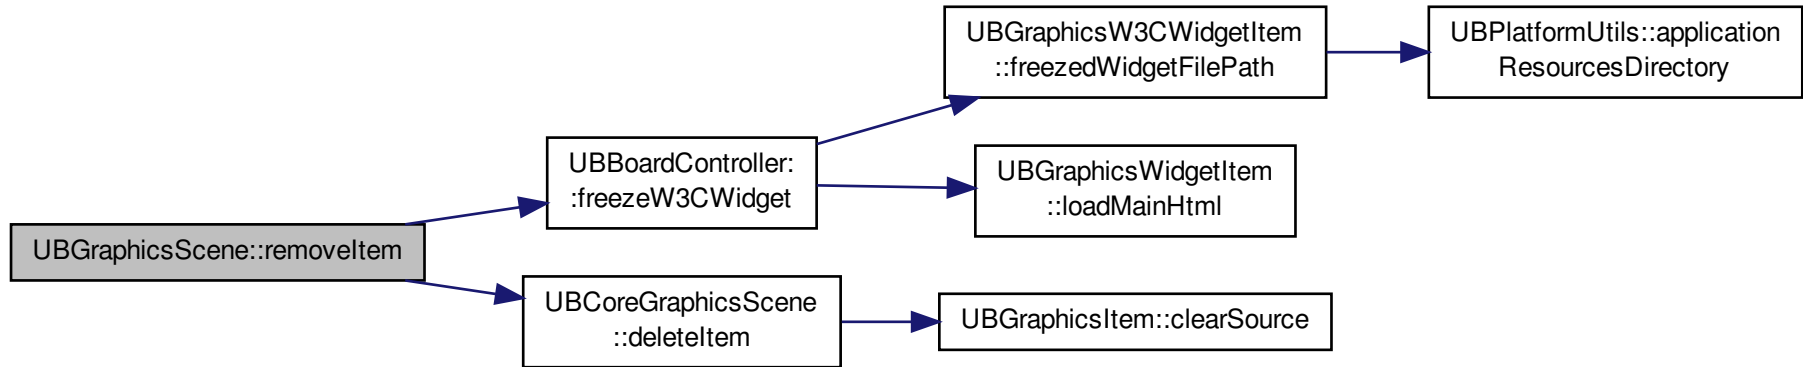 UBGraphicsScene::removeItem
UBBoardController:
:freezeW3CWidget
UBCoreGraphicsScene
::deleteItem
UBGraphicsW3CWidgetItem
::freezedWidgetFilePath
UBGraphicsWidgetItem
::loadMainHtml
UBGraphicsItem::clearSource
UBPlatformUtils::application
ResourcesDirectory